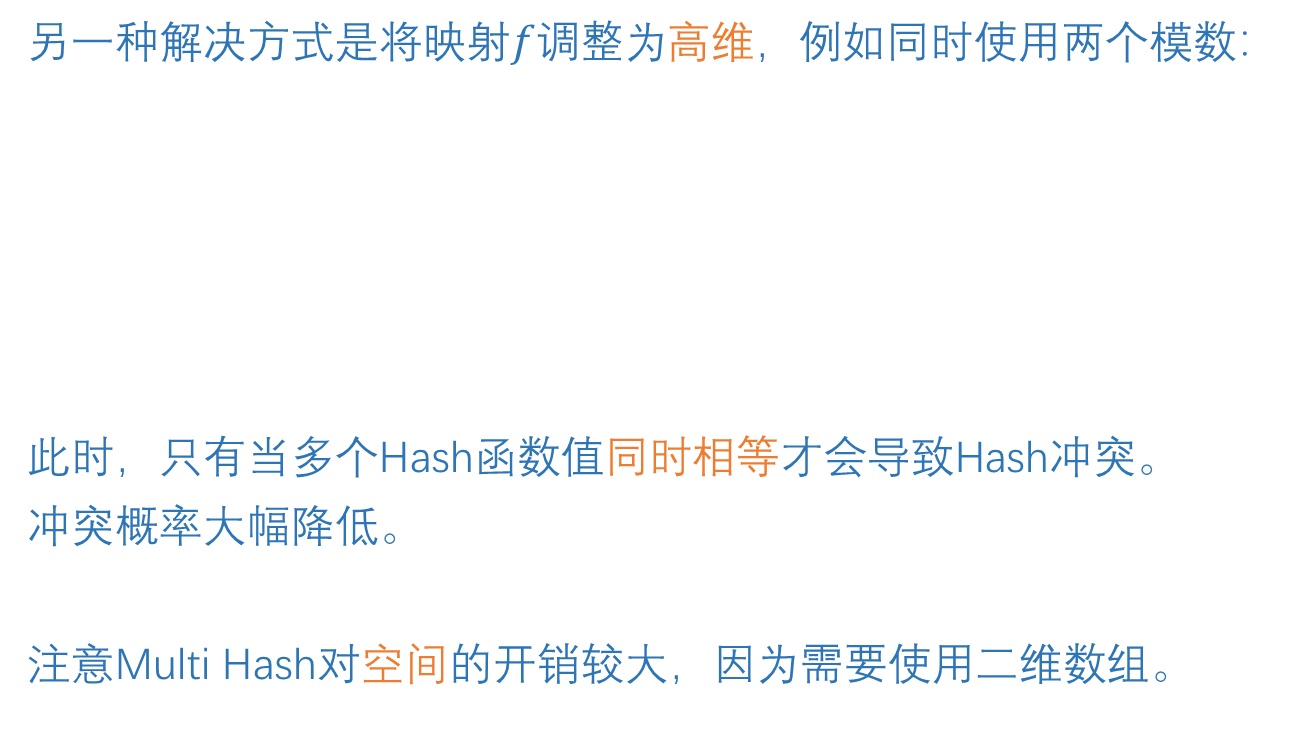 另一种解决方式是将映射f调整为高维，例如同时使用两个模数：
此时，只有当多个Hash函数值同时相等才会导致Hash冲突。
冲突概率大幅降低。
注意Multi Hash对空间的开销较大，因为需要使用二维数组。